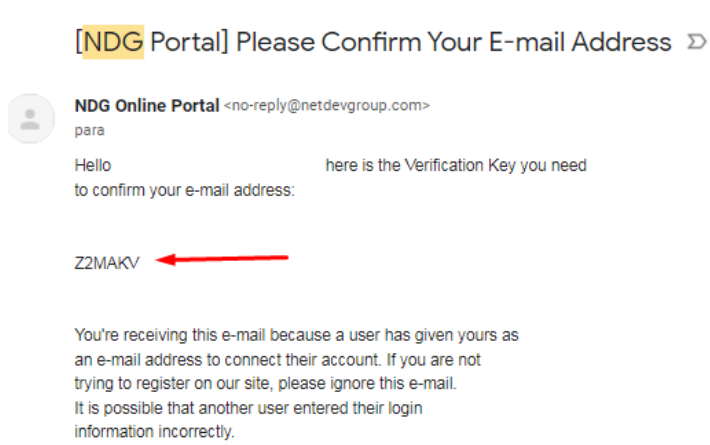 [NDG Portal] Please Confirm Your E-mail Address
NDG Online Portal <no-reply@netdevgroup.com>
para
Hello here is the Verification Key you need
to confirm your e-mail address:
Z2MAKV
You're receiving this e-mail because a user has given yours as
an e-mail address to connect their account. If you are not
trying to register on our site, please ignore this e-mail.
It is possible that another user entered their login
information incorrectly.